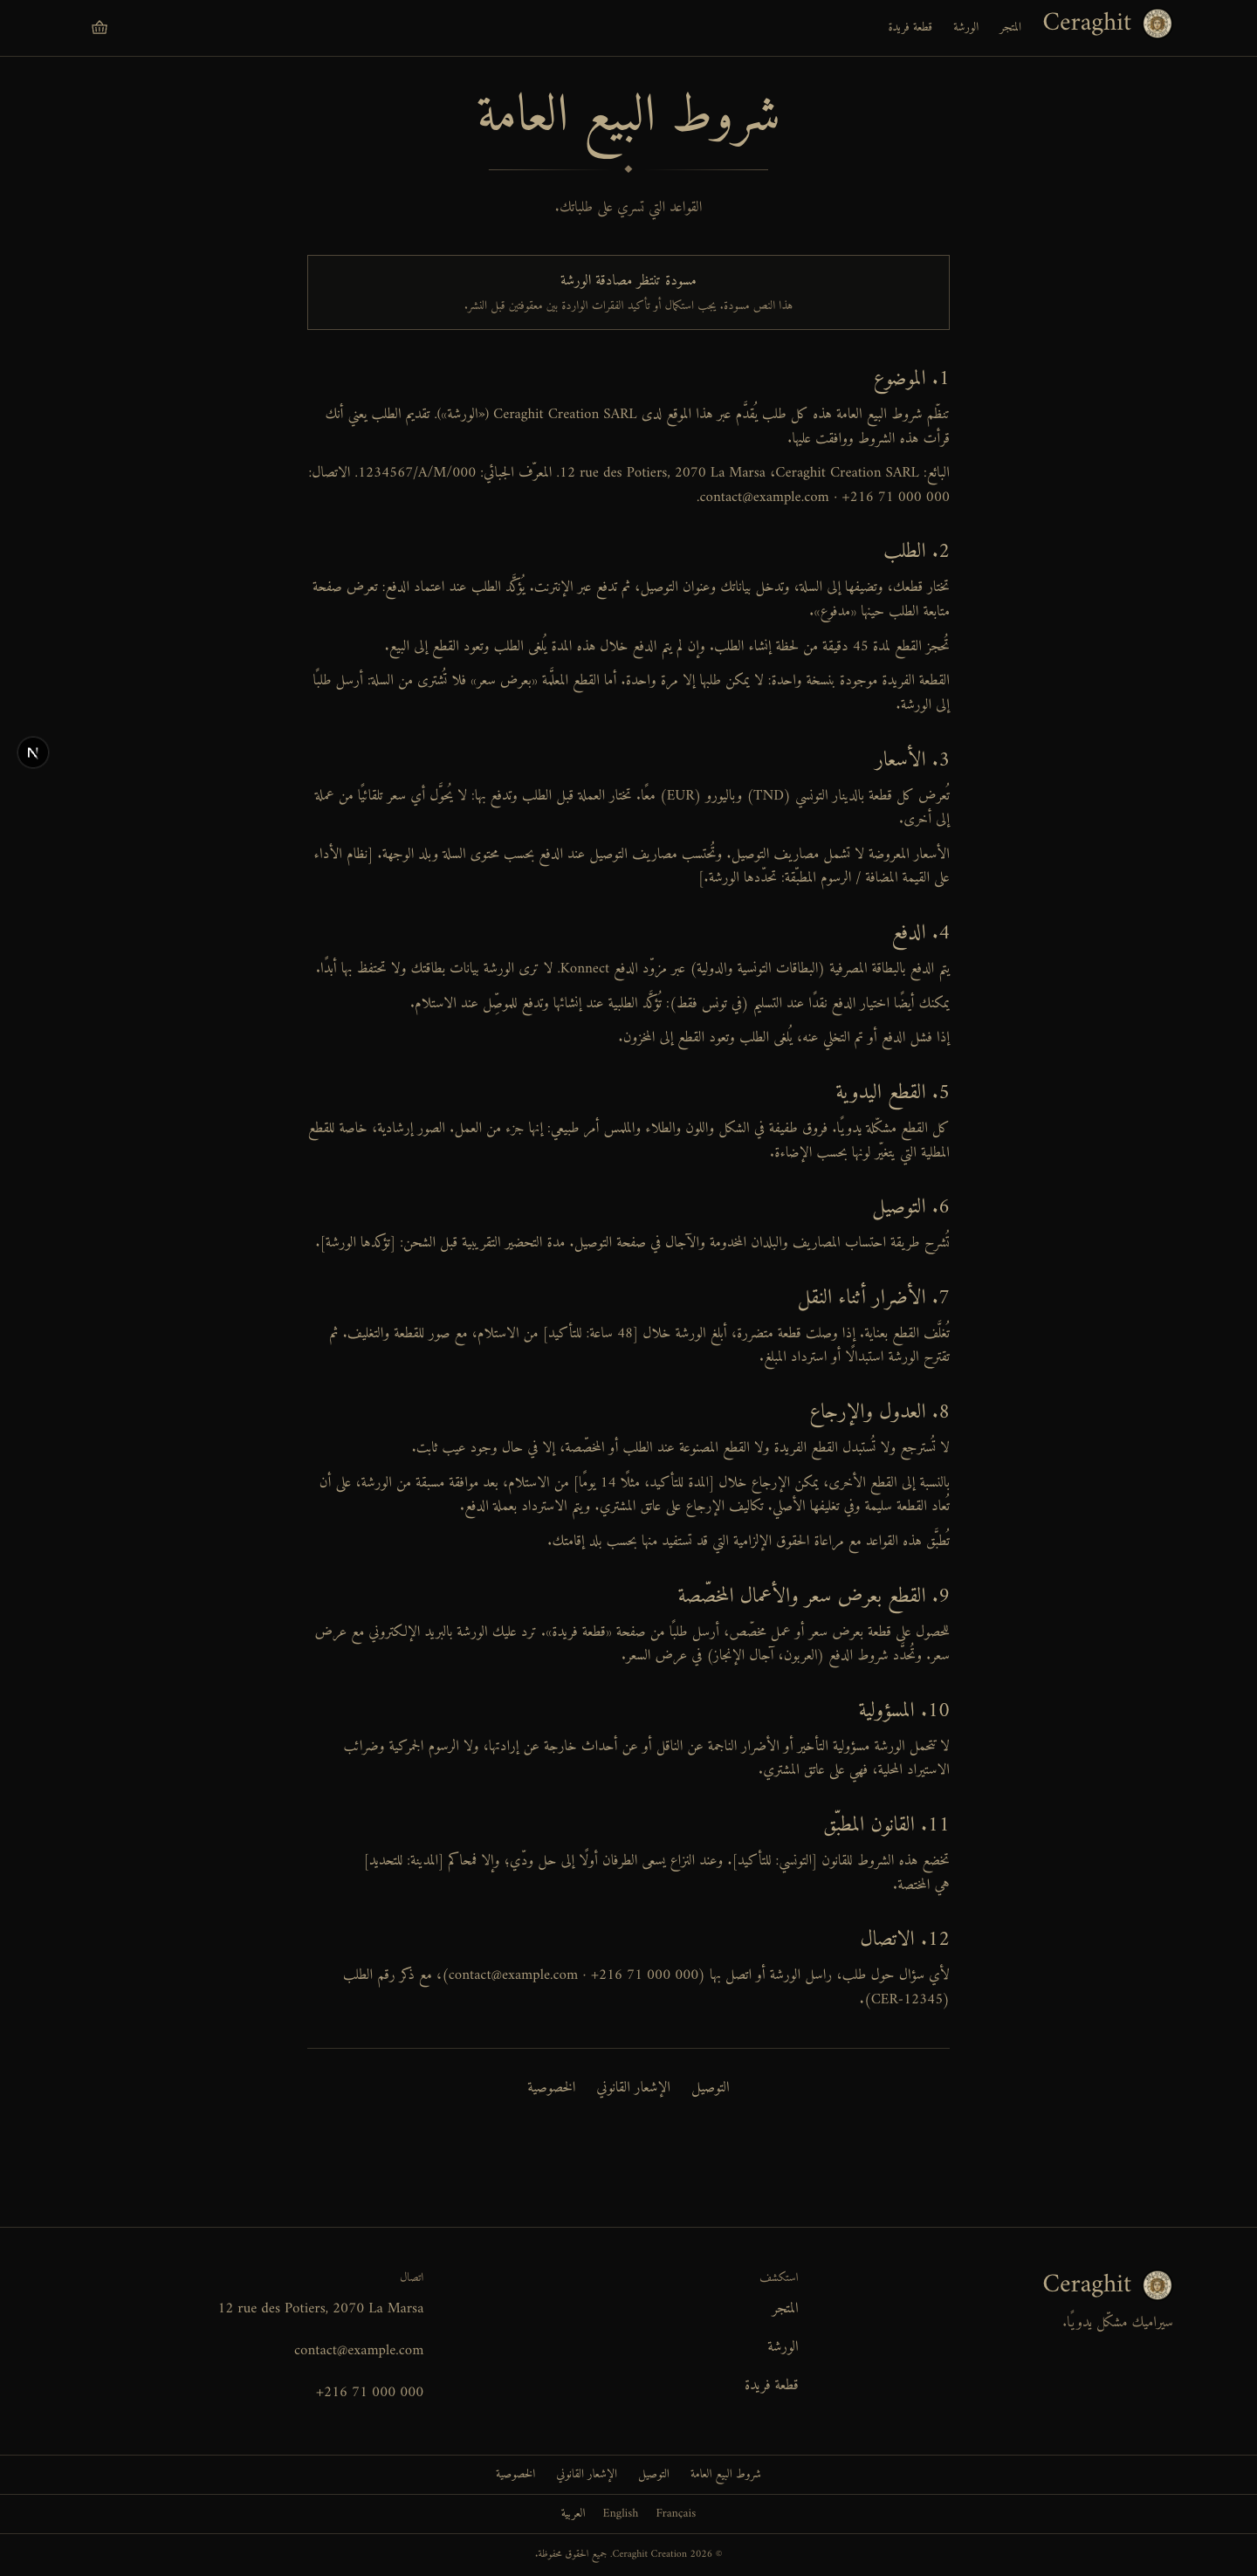 Ceraghit
المتجر
الورشة
قطعة فريدة
شروط البيع العامة
القواعد التي تسري على طلباتك.
مسودة تنتظر مصادقة الورشة
هذا النص مسودة. يجب استكمال أو تأكيد الفقرات الواردة بين معقوفتين قبل النشر.
1. الموضوع
تنظّم شروط البيع العامة هذه كل طلب يُقدَّم عبر هذا الموقع لدى Ceraghit Creation SARL («الورشة»). تقديم الطلب يعني أنك
قرأت هذه الشروط ووافقت عليها.
البائع: Ceraghit Creation SARL، 12 rue des Potiers, 2070 La Marsa. المعرّف الجبائي: 1234567/A/M/000. الاتصال:
contact@example.com · +216 71 000 000.
2. الطلب
تختار قطعك، وتضيفها إلى السلة، وتدخل بياناتك وعنوان التوصيل، ثم تدفع عبر الإنترنت. يُؤكَّد الطلب عند اعتماد الدفع: تعرض صفحة
متابعة الطلب حينها «مدفوع».
تُحجز القطع لمدة 45 دقيقة من لحظة إنشاء الطلب. وإن لم يتم الدفع خلال هذه المدة يُلغى الطلب وتعود القطع إلى البيع.
القطعة الفريدة موجودة بنسخة واحدة: لا يمكن طلبها إلا مرة واحدة. أما القطع المعلَّمة «بعرض سعر» فلا تُشترى من السلة: أرسل طلبًا
إلى الورشة.
3. الأسعار
تُعرض كل قطعة بالدينار التونسي (TND) وباليورو (EUR) معًا. تختار العملة قبل الطلب وتدفع بها: لا يُحوَّل أي سعر تلقائيًا من عملة
إلى أخرى.
الأسعار المعروضة لا تشمل مصاريف التوصيل. وتُحتسب مصاريف التوصيل عند الدفع بحسب محتوى السلة وبلد الوجهة. [نظام الأداء
على القيمة المضافة / الرسوم المطبّقة: تحدّدها الورشة.]
4. الدفع
يتم الدفع بالبطاقة المصرفية (البطاقات التونسية والدولية) عبر مزوّد الدفع Konnect. لا ترى الورشة بيانات بطاقتك ولا تحتفظ بها أبدًا.
يمكنك أيضًا اختيار الدفع نقدًا عند التسليم (في تونس فقط): تُؤكَّد الطلبية عند إنشائها وتدفع للموصِّل عند الاستلام.
إذا فشل الدفع أو تم التخلي عنه، يُلغى الطلب وتعود القطع إلى المخزون.
5. القطع اليدوية
كل القطع مشكّلة يدويًا. فروق طفيفة في الشكل واللون والطلاء والملمس أمر طبيعي: إنها جزء من العمل. الصور إرشادية، خاصة للقطع
المطلية التي يتغيّر لونها بحسب الإضاءة.
6. التوصيل
تُشرح طريقة احتساب المصاريف والبلدان المخدومة والآجال في صفحة التوصيل. مدة التحضير التقريبية قبل الشحن: [تؤكدها الورشة].
7. الأضرار أثناء النقل
تُغلَّف القطع بعناية. إذا وصلت قطعة متضررة، أبلغ الورشة خلال [48 ساعة: للتأكيد] من الاستلام، مع صور للقطعة والتغليف. ثم
تقترح الورشة استبدالًا أو استرداد المبلغ.
8. العدول والإرجاع
لا تُسترجع ولا تُستبدل القطع الفريدة ولا القطع المصنوعة عند الطلب أو المخصّصة، إلا في حال وجود عيب ثابت.
بالنسبة إلى القطع الأخرى، يمكن الإرجاع خلال [المدة للتأكيد، مثلًا 14 يومًا] من الاستلام، بعد موافقة مسبقة من الورشة، على أن
تُعاد القطعة سليمة وفي تغليفها الأصلي. تكاليف الإرجاع على عاتق المشتري. ويتم الاسترداد بعملة الدفع.
تُطبَّق هذه القواعد مع مراعاة الحقوق الإلزامية التي قد تستفيد منها بحسب بلد إقامتك.
9. القطع بعرض سعر والأعمال المخصّصة
للحصول على قطعة بعرض سعر أو عمل مخصّص، أرسل طلبًا من صفحة «قطعة فريدة». ترد عليك الورشة بالبريد الإلكتروني مع عرض
سعر. وتُحدَّد شروط الدفع (العربون، آجال الإنجاز) في عرض السعر.
10. المسؤولية
لا تتحمل الورشة مسؤولية التأخير أو الأضرار الناجمة عن الناقل أو عن أحداث خارجة عن إرادتها، ولا الرسوم الجمركية وضرائب
الاستيراد المحلية، فهي على عاتق المشتري.
11. القانون المطبّق
تخضع هذه الشروط للقانون [التونسي: للتأكيد]. وعند النزاع يسعى الطرفان أولًا إلى حل ودّي؛ وإلا فمحاكم [المدينة: للتحديد]
هي المختصة.
12. الاتصال
لأي سؤال حول طلب، راسل الورشة أو اتصل بها (contact@example.com · +216 71 000 000)، مع ذكر رقم الطلب
(CER-12345).
التوصيل
الإشعار القانوني
الخصوصية
Ceraghit
سيراميك مشكّل يدويًا.
استكشف
المتجر
الورشة
قطعة فريدة
اتصال
12 rue des Potiers, 2070 La Marsa
contact@example.com
+216 71 000 000
شروط البيع العامة
التوصيل
الإشعار القانوني
الخصوصية
Français
English
العربية
© 2026 Ceraghit Creation. جميع الحقوق محفوظة.